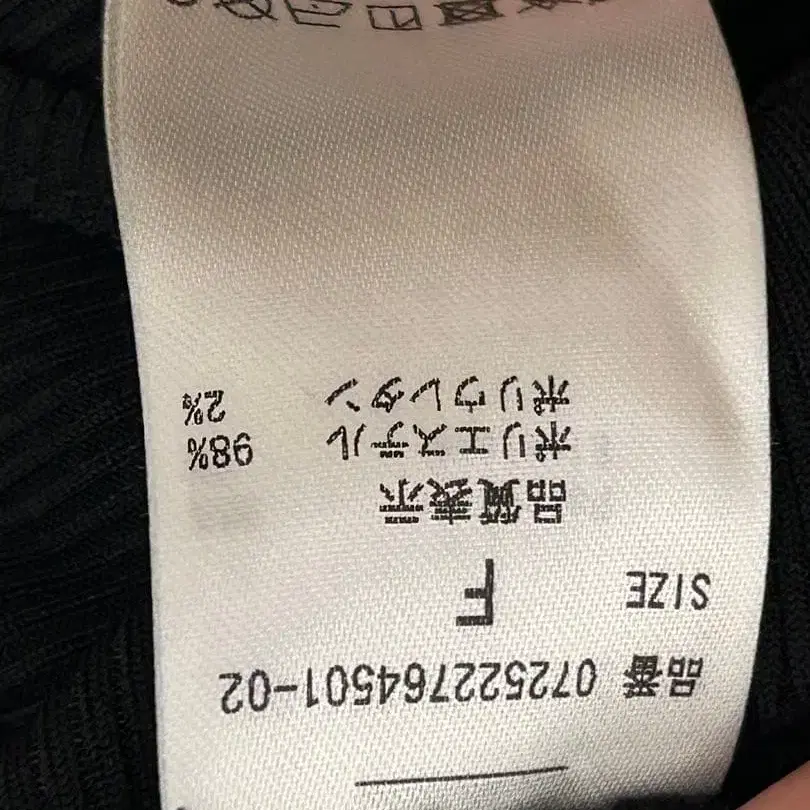 品番 072522764501-02
SIZE F
品質表示
ポリエステル 98%
ポリウレタン 2%